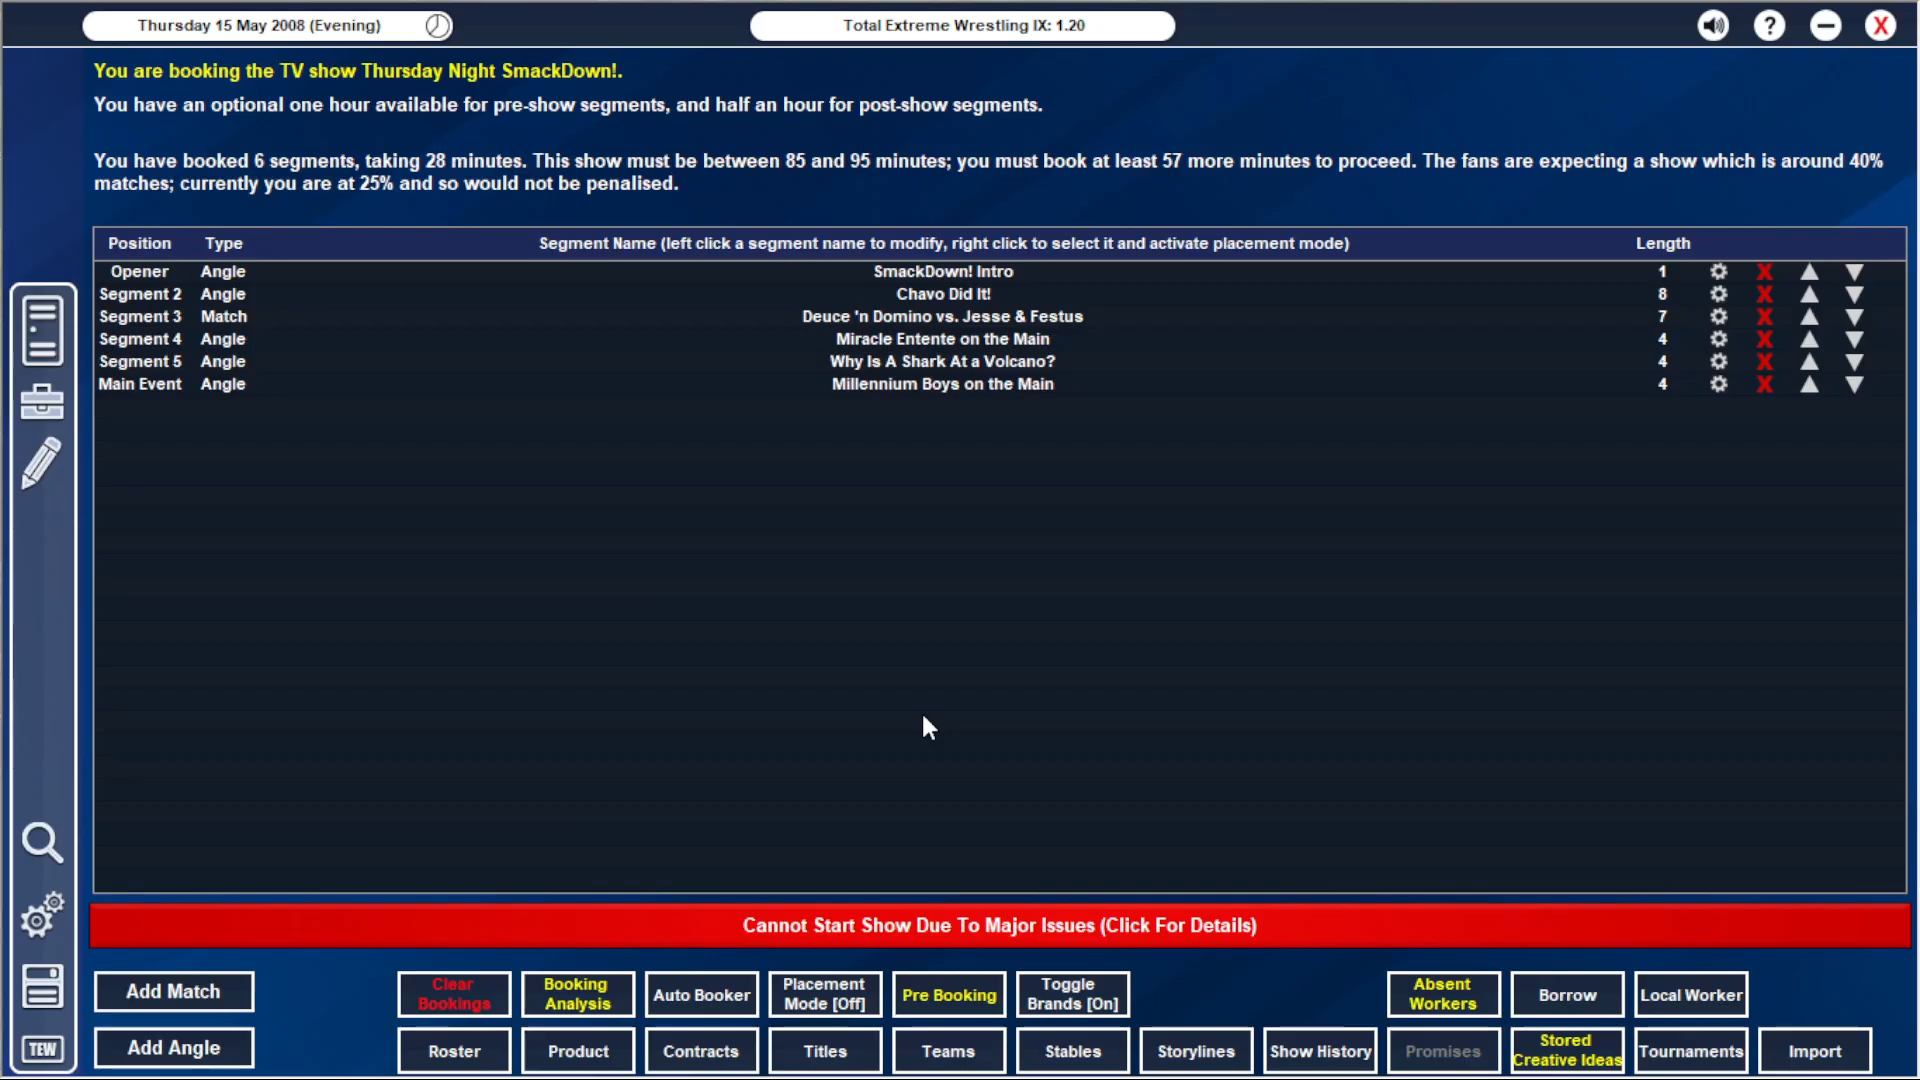 Thursday 15 May 2008 (Evening)
Total Extreme Wrestling IX: 1.20
?
X
You are booking the TV show Thursday Night SmackDown!.
You have an optional one hour available for pre-show segments, and half an hour for post-show segments.
You have booked 6 segments, taking 28 minutes. This show must be between 85 and 95 minutes; you must book at least 57 more minutes to proceed. The fans are expecting a show which is around 40%
matches; currently you are at 25% and so would not be penalised.
Position Type Segment Name (left click a segment name to modify, right click to select it and activate placement mode) Length
Opener Angle SmackDown! Intro 1 X
Segment 2 Angle Chavo Did It! 8 X
Segment 3 Match Deuce 'n Domino vs. Jesse & Festus 7 X
Segment 4 Angle Miracle Entente on the Main 4 X
Segment 5 Angle Why Is A Shark At a Volcano? 4 X
Main Event Angle Millennium Boys on the Main 4 X
Cannot Start Show Due To Major Issues (Click For Details)
Add Match
Clear
Bookings
Booking
Analysis
Auto Booker
Placement
Mode [Off]
Pre Booking
Toggle
Brands [On]
Absent
Workers
Borrow
Local Worker
TEW
Add Angle
Roster
Product
Contracts
Titles
Teams
Stables
Storylines
Show History
Promises
Stored
Creative Ideas
Tournaments
Import